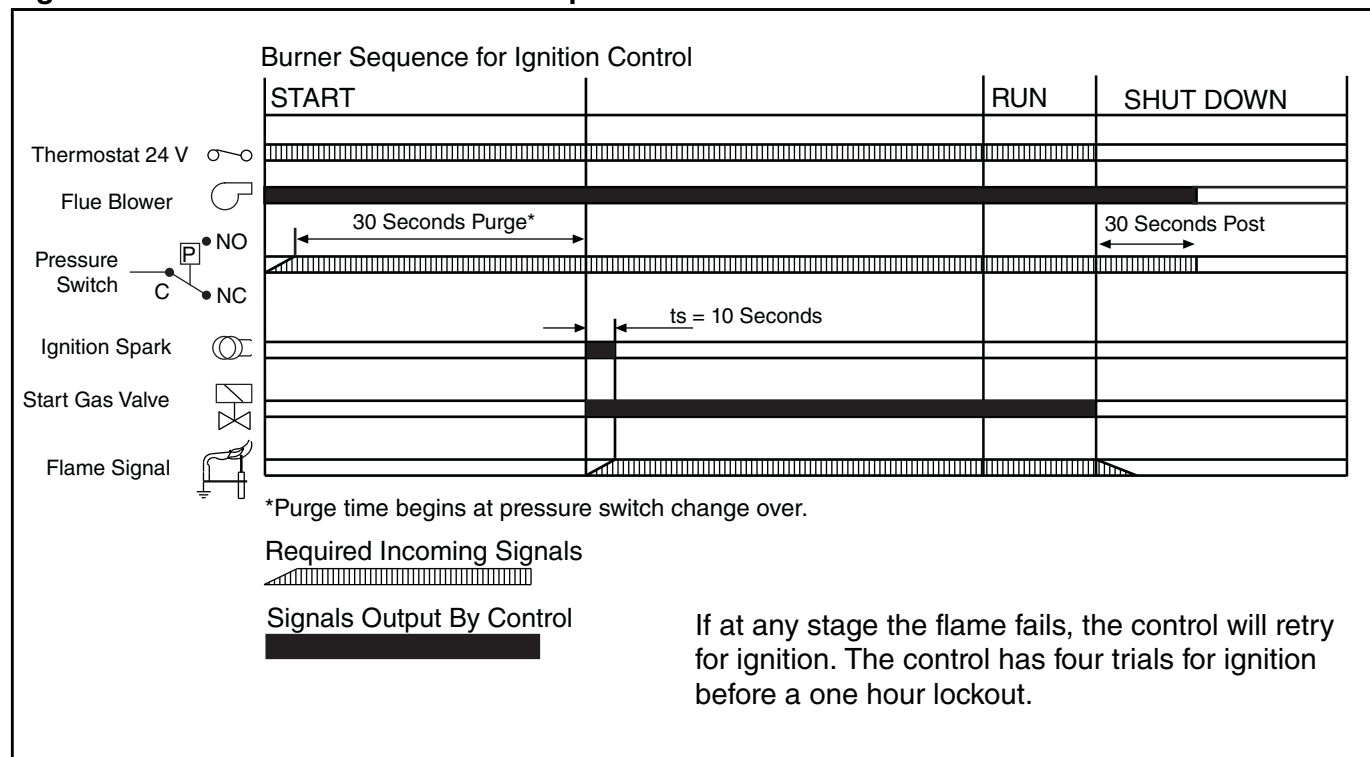 Burner Sequence for Ignition Control
START
RUN
SHUT DOWN
Thermostat 24 V
Flue Blower
30 Seconds Purge*
30 Seconds Post
Pressure
Switch
P
NO
C
NC
ts = 10 Seconds
Ignition Spark
Start Gas Valve
Flame Signal
*Purge time begins at pressure switch change over.
Required Incoming Signals
Signals Output By Control
If at any stage the flame fails, the control will retry
for ignition. The control has four trials for ignition
before a one hour lockout.